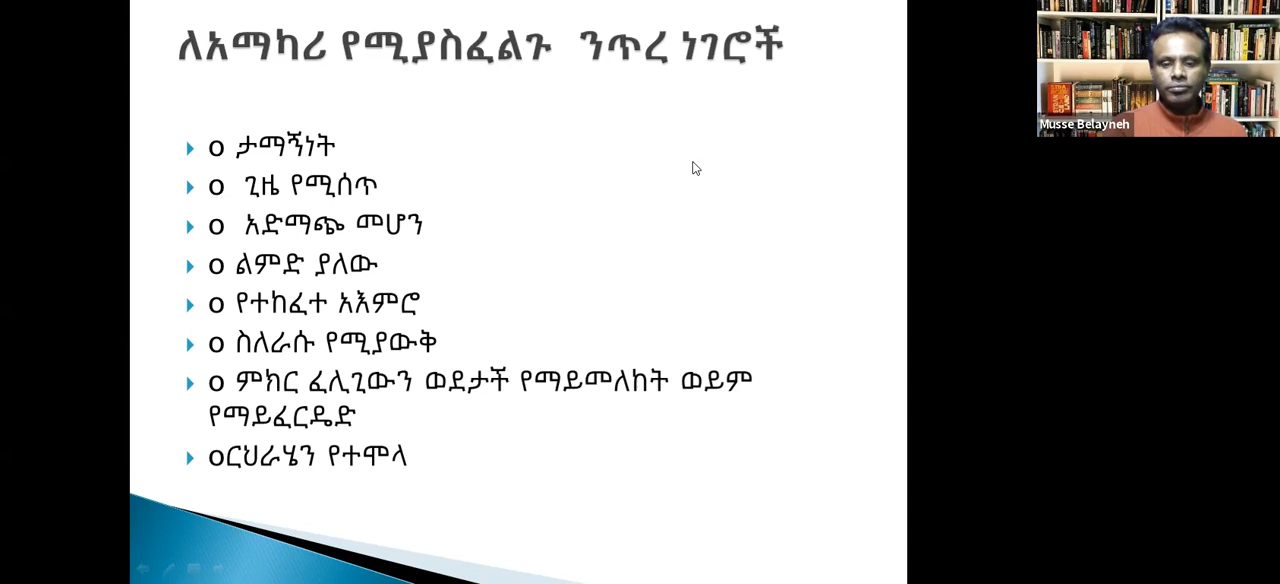 ለአማካሪ የሚያስፈልጉ ንጥረ ነገሮች
o ታማኝነት
o ጊዜ የሚሰጥ
o አድማጭ መሆን
o ልምድ ያለው
o የተከፈተ አእምሮ
o ስለራሱ የሚያውቅ
o ምክር ፈሊጊውን ወደታች የማይመለከት ወይም
የማይፈርዴድ
oርህራሄን የተሞላ
Musse Belayneh